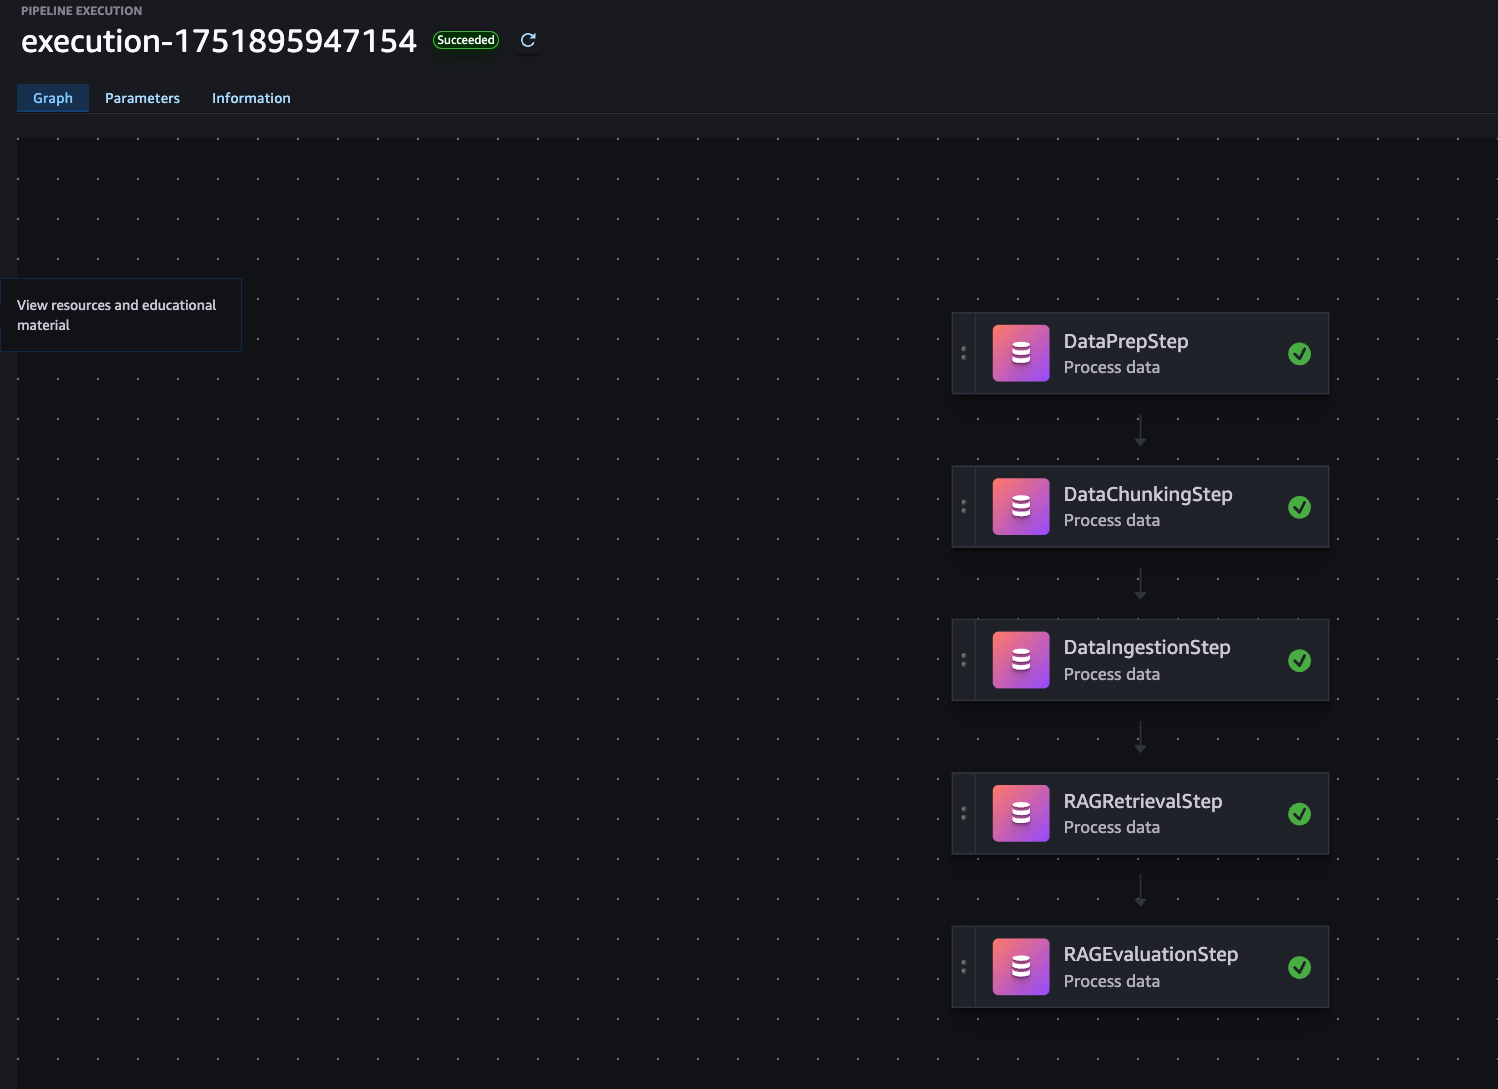 PIPELINE EXECUTION
execution-1751895947154
Succeeded
Graph
Parameters
Information
View resources and educational
material
DataPrepStep
Process data
DataChunkingStep
Process data
DataIngestionStep
Process data
RAGRetrievalStep
Process data
RAGEvaluationStep
Process data